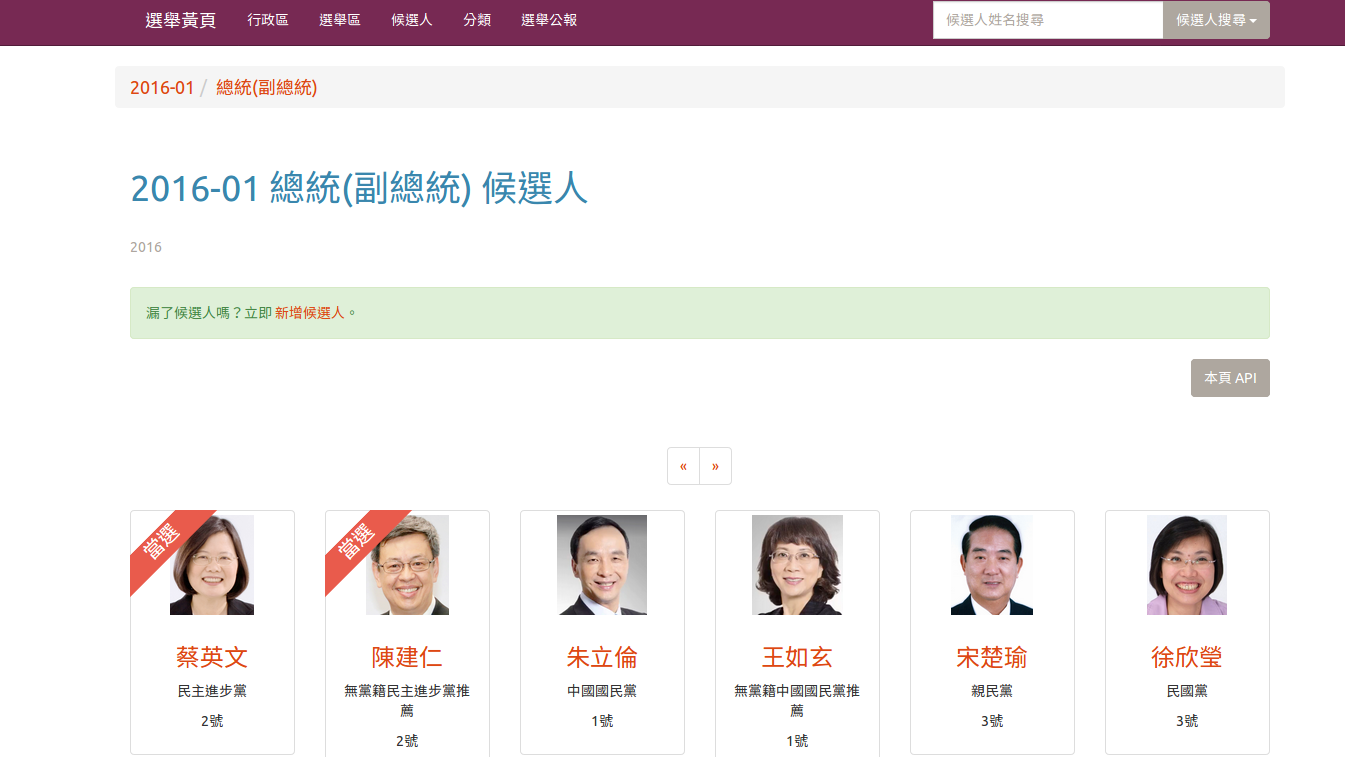 選舉黃頁 行政區 選舉區 候選人 分類 選舉公報 候選人姓名搜尋 候選人搜尋
2016-01 / 總統(副總統)
2016-01 總統(副總統) 候選人
2016
漏了候選人嗎？立即 新增候選人。
本頁 API
« »
當選 當選
蔡英文 陳建仁 朱立倫 王如玄 宋楚瑜 徐欣瑩
民主進步黨 無黨籍民主進步黨推 中國國民黨 無黨籍中國國民黨推 親民黨 民國黨
薦 薦
2號 1號 3號 3號
2號 1號